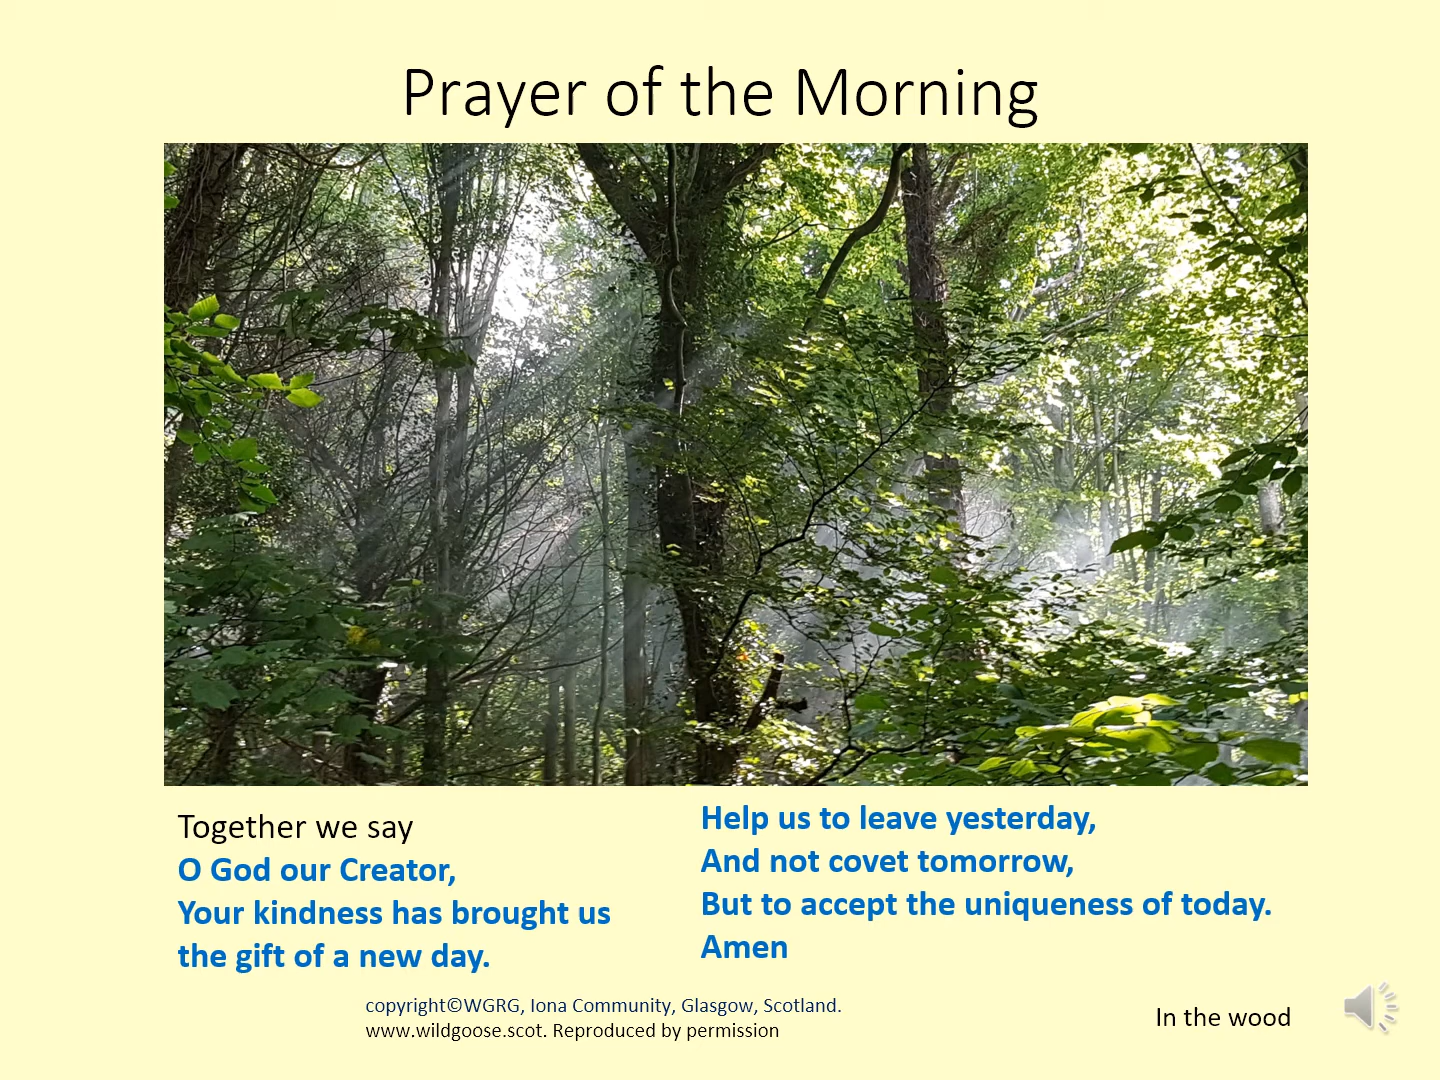 Prayer of the Morning
Together we say
O God our Creator,
Your kindness has brought us
the gift of a new day.
Help us to leave yesterday,
And not covet tomorrow,
But to accept the uniqueness of today.
Amen
copyright©WGRG, Iona Community, Glasgow, Scotland.
www.wildgoose.scot. Reproduced by permission
In the wood